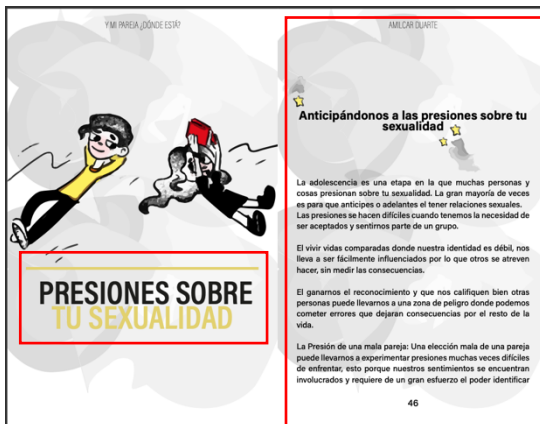 Y MI PAREJA ¿DÓNDE ESTÁ?
PRESIONES SOBRE
TU SEXUALIDAD
AMILCAR DUARTE
Anticipándonos a las presiones sobre tu
sexualidad
La adolescencia es una etapa en la que muchas personas y
cosas presionan sobre tu sexualidad. La gran mayoría de veces
es para que anticipes o adelantes el tener relaciones sexuales.
Las presiones se hacen difíciles cuando tenemos la necesidad de
ser aceptados y sentirnos parte de un grupo.
El vivir vidas comparadas donde nuestra identidad es débil, nos
lleva a ser fácilmente influenciados por lo que otros se atreven
hacer, sin medir las consecuencias.
El ganarnos el reconocimiento y que nos califiquen bien otras
personas puede llevarnos a una zona de peligro donde podemos
cometer errores que dejaran consecuencias por el resto de la
vida.
La Presión de una mala pareja: Una elección mala de una pareja
puede llevarnos a experimentar presiones muchas veces difíciles
de enfrentar, esto porque nuestros sentimientos se encuentran
involucrados y requiere de un gran esfuerzo el poder identificar
46